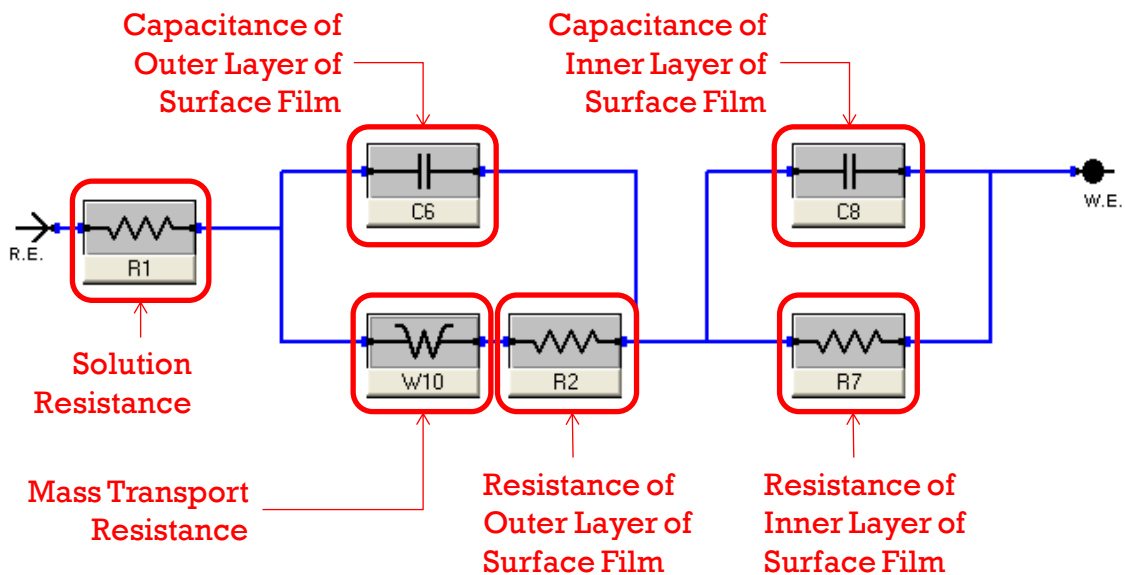 Capacitance of
Outer Layer of
Surface Film
Capacitance of
Inner Layer of
Surface Film
C6
C8
W.E.
R.E.
R1
Solution
Resistance
W
W10
R2
R7
Mass Transport
Resistance
Resistance of
Outer Layer of
Surface Film
Resistance of
Inner Layer of
Surface Film